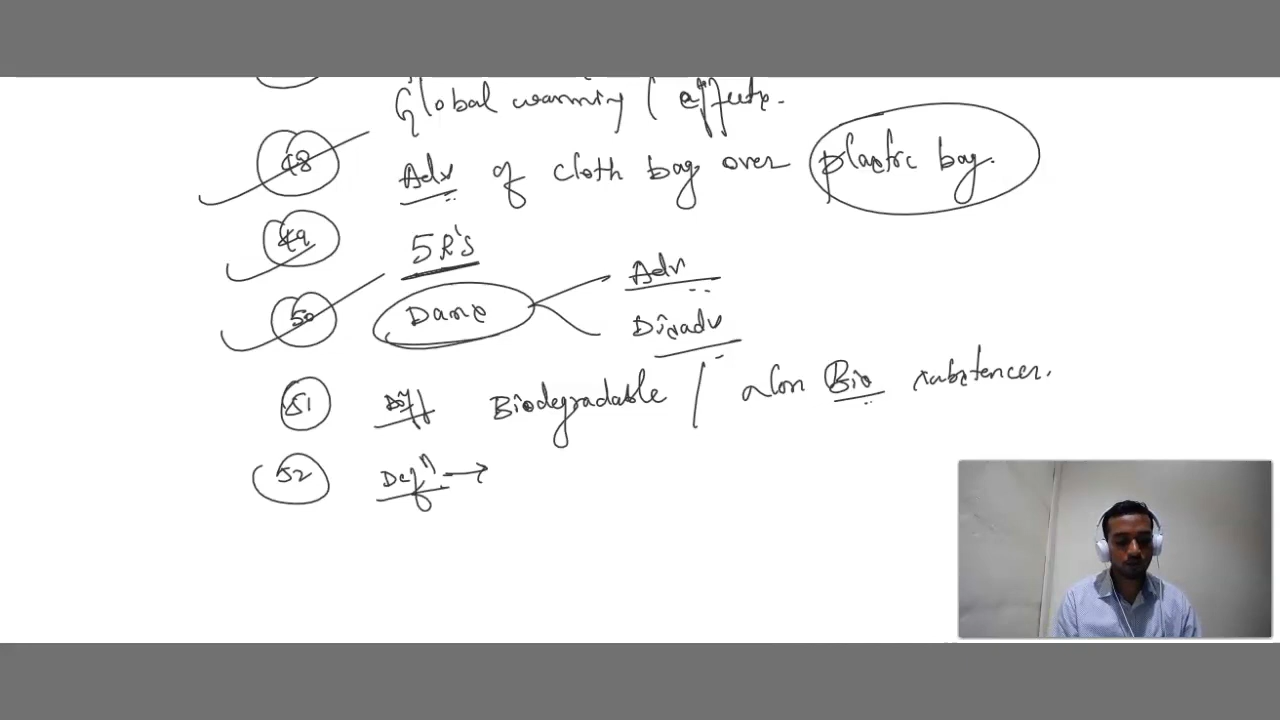 Global warming ( effects.
48 Adv of cloth bag over plastic bag.
49 5R's
50 Dams Adv
Disadv
51 Diff Biodegradable / Non Bio substances.
52 Defn →